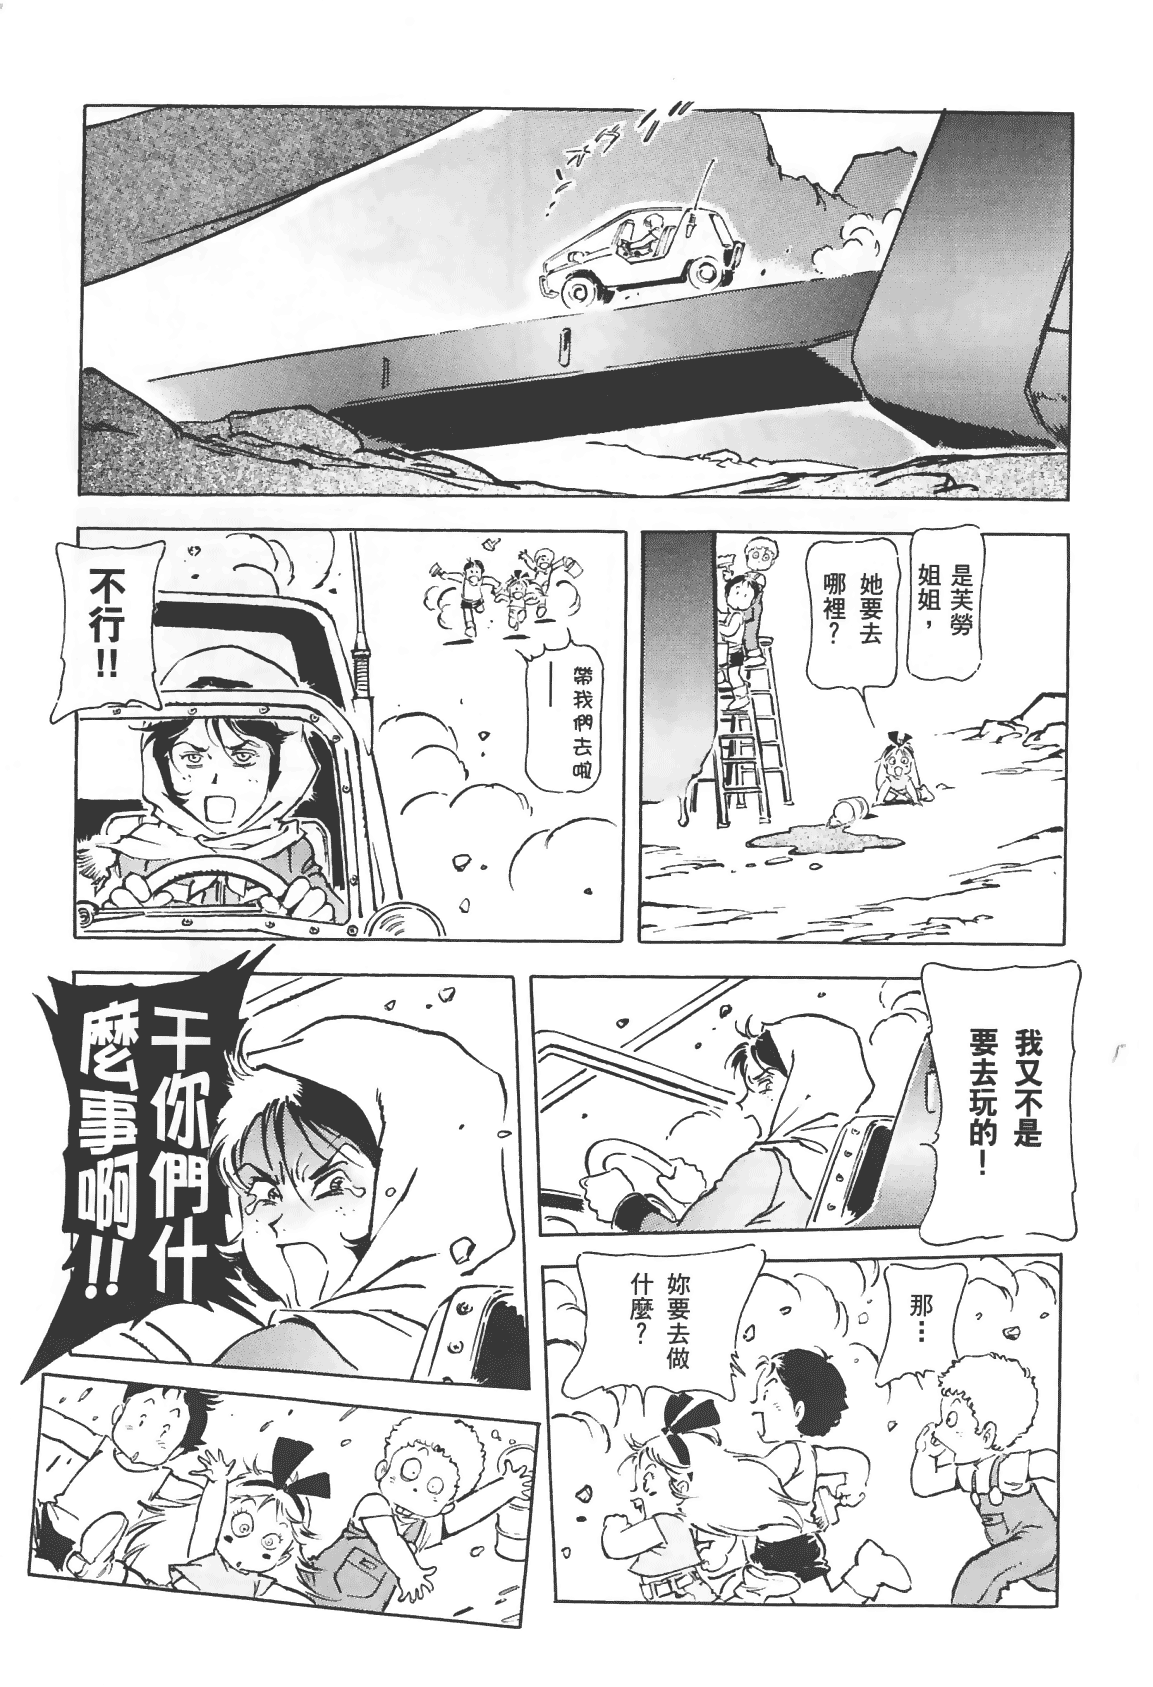 是芙勞
姐姐，
她要去
哪裡？
帶我們去啦
——
不行!!
我又不是
要去玩的！
那…
妳要去做
什麼？
干你們什
麼事啊!!